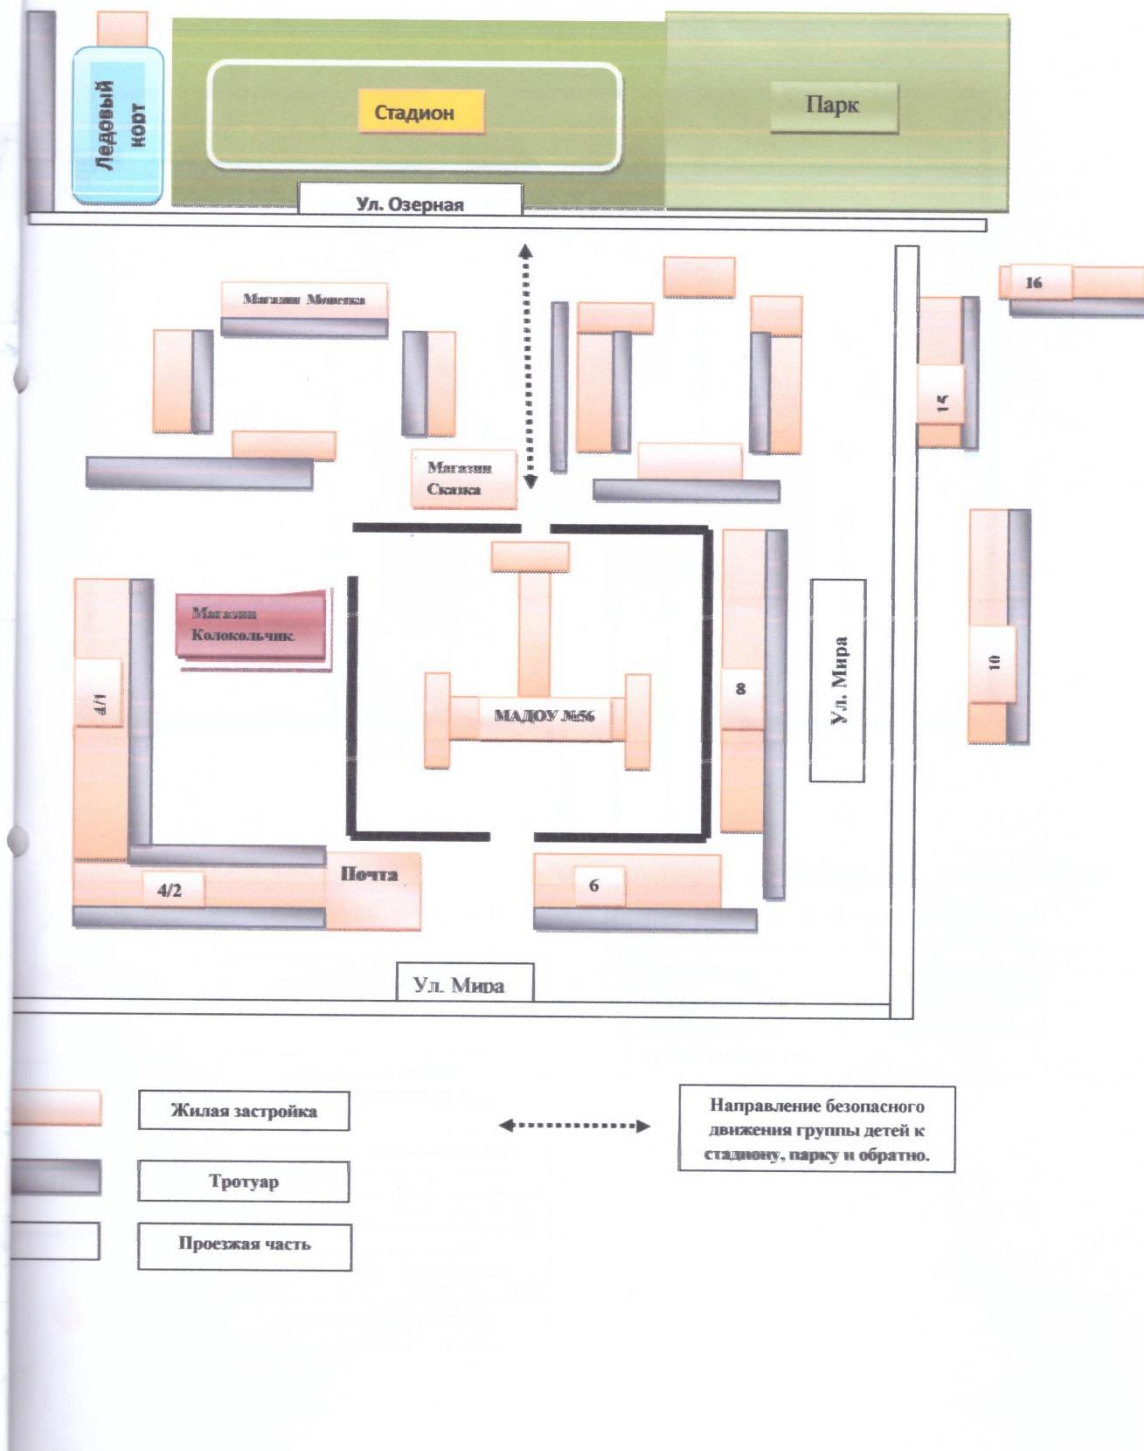 Ледовый
корт
Стадион
Парк
Ул. Озерная
Магазин Монетка
16
15
Магазин
Сказка
Магазин
Колокольчик
4/1
МАДОУ №56
8
Ул. Мира
10
4/2
Почта
6
Ул. Мира
Жилая застройка
Направление безопасного
движения группы детей к
стадиону, парку и обратно.
Тротуар
Проезжая часть